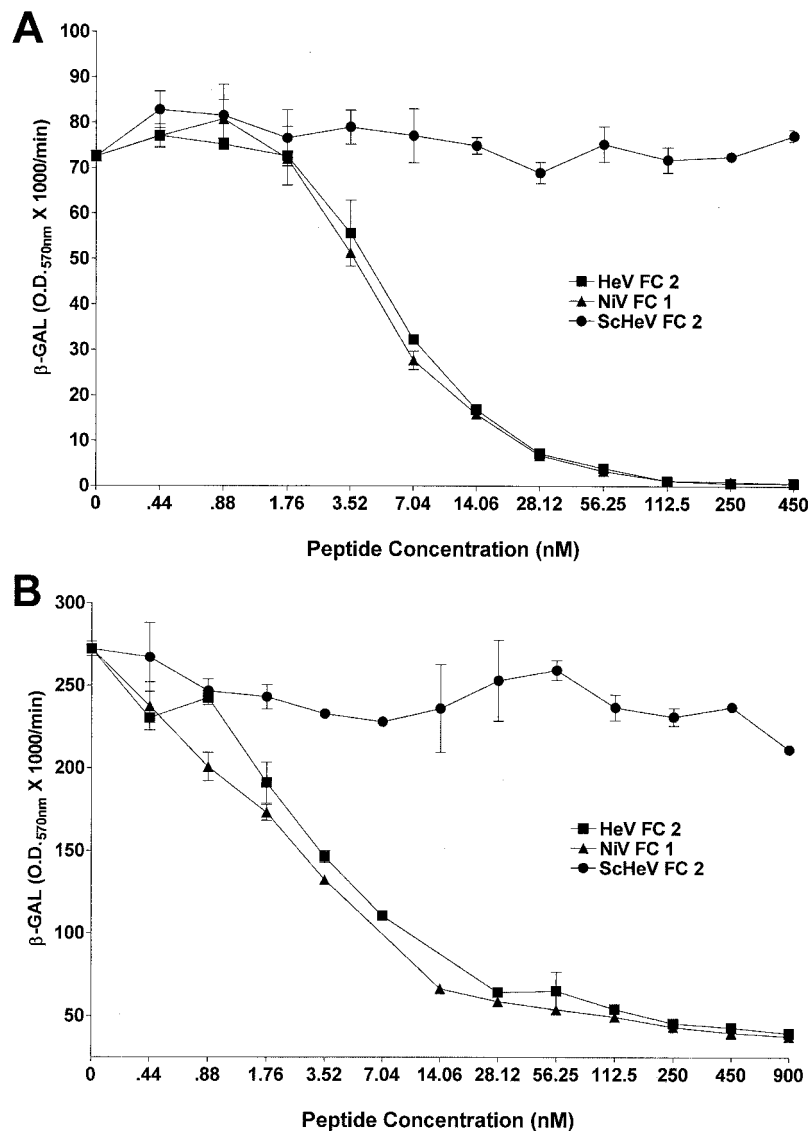 A
100
90
80
70
60
50
40
30
20
10
0
β-GAL (O.D.570nm X 1000/min)
HeV FC 2
NiV FC 1
ScHeV FC 2
0 .44 .88 1.76 3.52 7.04 14.06 28.12 56.25 112.5 250 450
Peptide Concentration (nM)
B
300
250
200
150
100
50
β-GAL (O.D.570nm X 1000/min)
HeV FC 2
NiV FC 1
ScHeV FC 2
0 .44 .88 1.76 3.52 7.04 14.06 28.12 56.25 112.5 250 450 900
Peptide Concentration (nM)